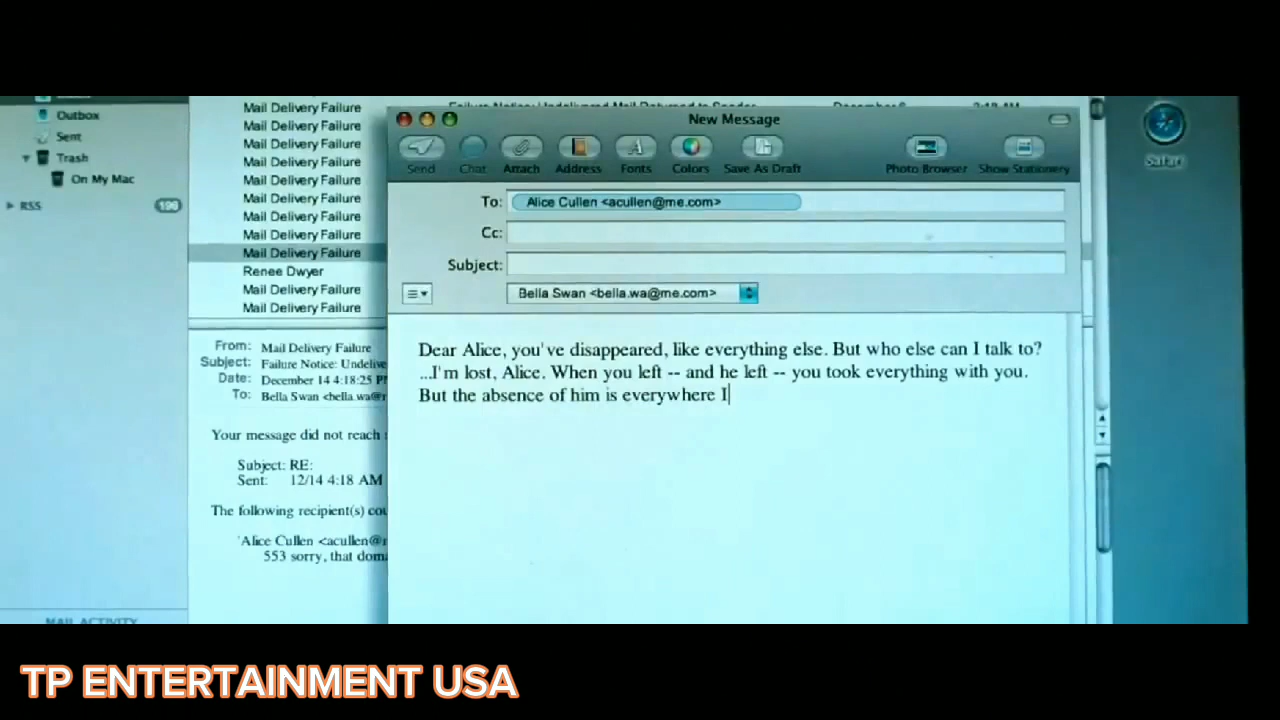 Outbox
Sent
Trash
On My Mac
RSS
196
Mail Delivery Failure
Mail Delivery Failure
Mail Delivery Failure
Mail Delivery Failure
Mail Delivery Failure
Mail Delivery Failure
Mail Delivery Failure
Mail Delivery Failure
Mail Delivery Failure
Renee Dwyer
Mail Delivery Failure
Mail Delivery Failure
From: Mail Delivery Failure
Subject: Failure Notice: Undelive
Date: December 14 4:18:25 P
To: Bella Swan <bella.wa@
Your message did not reach
Subject: RE:
Sent: 12/14 4:18 AM
The following recipient(s) cou
'Alice Cullen <acullen@
553 sorry, that doma
MAIL ACTIVITY
New Message
Send Chat Attach Address Fonts Colors Save As Draft Photo Browser Show Stationery
To: Alice Cullen <acullen@me.com>
Cc:
Subject:
Bella Swan <bella.wa@me.com>
Dear Alice, you've disappeared, like everything else. But who else can I talk to?
...I'm lost, Alice. When you left -- and he left -- you took everything with you.
But the absence of him is everywhere I
Safari
TP ENTERTAINMENT USA